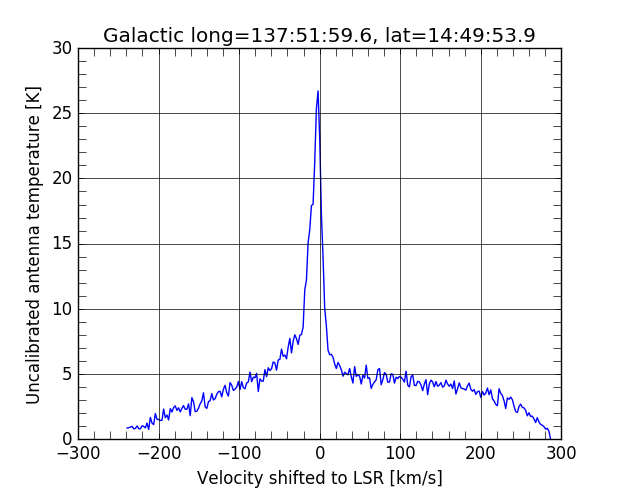 Galactic long=137:51:59.6, lat=14:49:53.9
30
25
20
15
10
5
0
Uncalibrated antenna temperature [K]
−300 −200 −100 0 100 200 300
Velocity shifted to LSR [km/s]